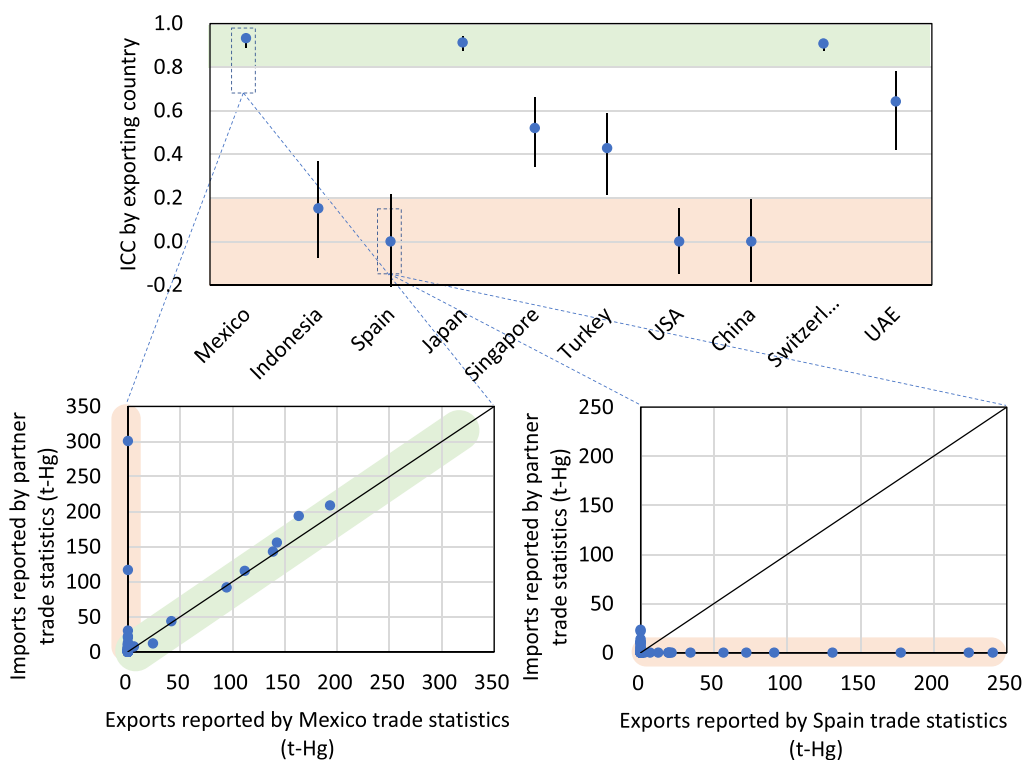 ICC by exporting country
1.0
0.8
0.6
0.4
0.2
0.0
-0.2
Mexico
Indonesia
Spain
Japan
Singapore
Turkey
USA
China
Switzerl...
UAE
Imports reported by partner
trade statistics (t-Hg)
350
300
250
200
150
100
50
0
0 50 100 150 200 250 300 350
Exports reported by Mexico trade statistics
(t-Hg)
Imports reported by partner
trade statistics (t-Hg)
250
200
150
100
50
0
0 50 100 150 200 250
Exports reported by Spain trade statistics
(t-Hg)